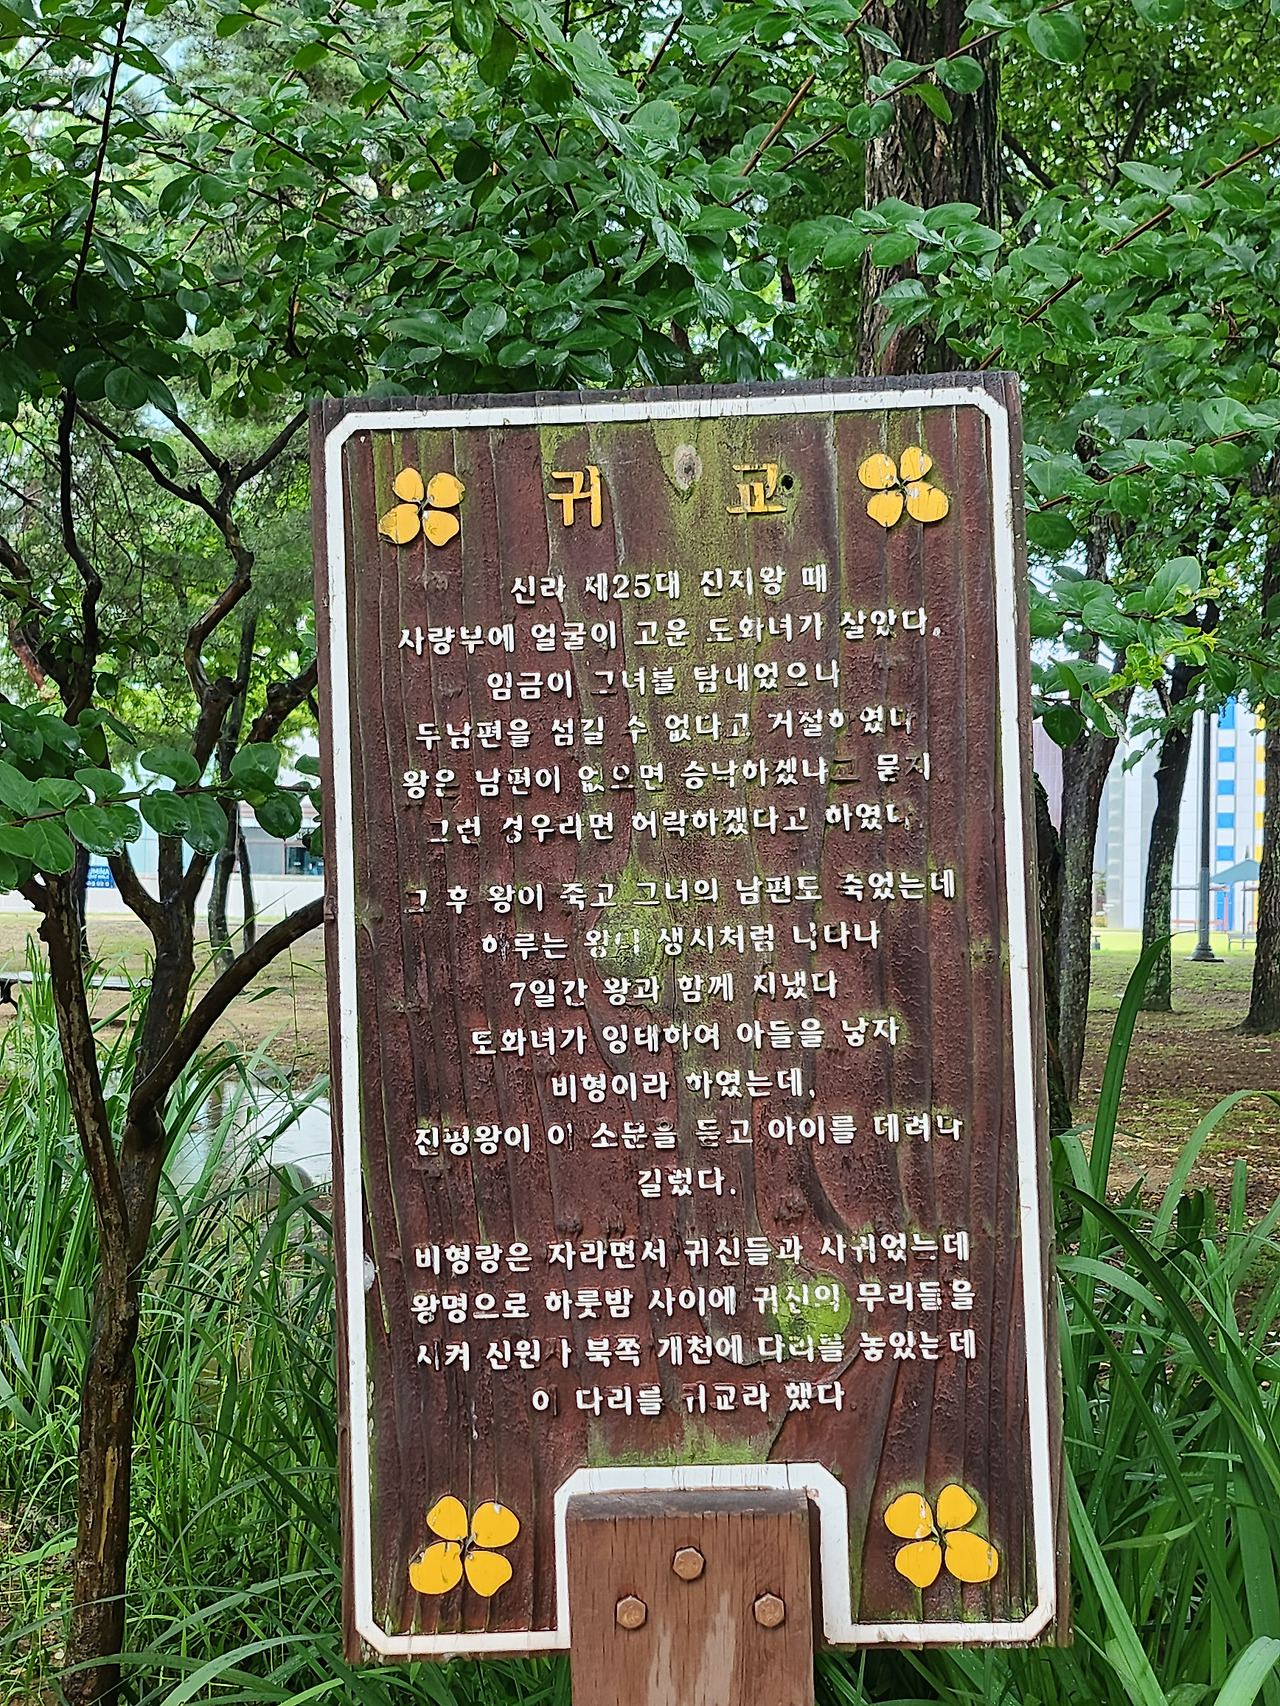 귀 교
신라 제25대 진지왕 때
사량부에 얼굴이 고운 도화녀가 살았다.
임금이 그녀를 탐내었으나
두남편을 섬길 수 없다고 거절하였다
왕은 남편이 없으면 승낙하겠냐고 묻자
그런 경우라면 허락하겠다고 하였다.
그 후 왕이 죽고 그녀의 남편도 죽었는데
하루는 왕이 생시처럼 나타나
7일간 왕과 함께 지냈다
도화녀가 잉태하여 아들을 낳자
비형이라 하였는데,
진평왕이 이 소문을 듣고 아이를 데려다
길렀다.
비형랑은 자라면서 귀신들과 사귀었는데
왕명으로 하룻밤 사이에 귀신의 무리들을
시켜 신원사 북쪽 개천에 다리를 놓았는데
이 다리를 귀교라 했다